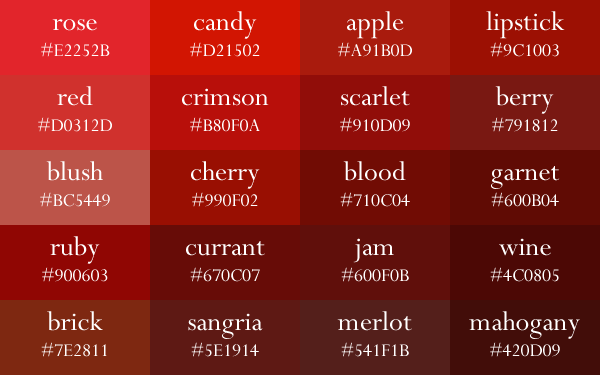 rose
#E2252B
candy
#D21502
apple
#A91B0D
lipstick
#9C1003
red
#D0312D
crimson
#B80F0A
scarlet
#910D09
berry
#791812
blush
#BC5449
cherry
#990F02
blood
#710C04
garnet
#600B04
ruby
#900603
currant
#670C07
jam
#600F0B
wine
#4C0805
brick
#7E2811
sangria
#5E1914
merlot
#541F1B
mahogany
#420D09